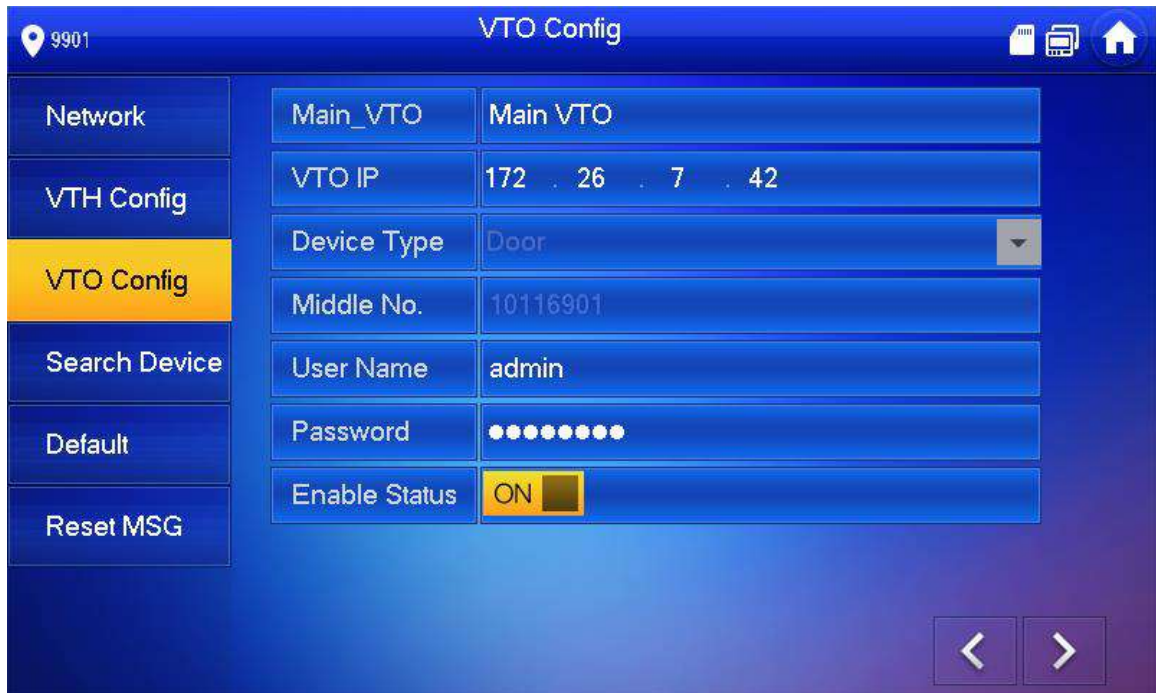 9901
VTO Config
Network
VTH Config
VTO Config
Search Device
Default
Reset MSG
Main_VTO Main VTO
VTO IP 172 . 26 . 7 . 42
Device Type Door
Middle No. 10116901
User Name admin
Password ●●●●●●●●
Enable Status ON